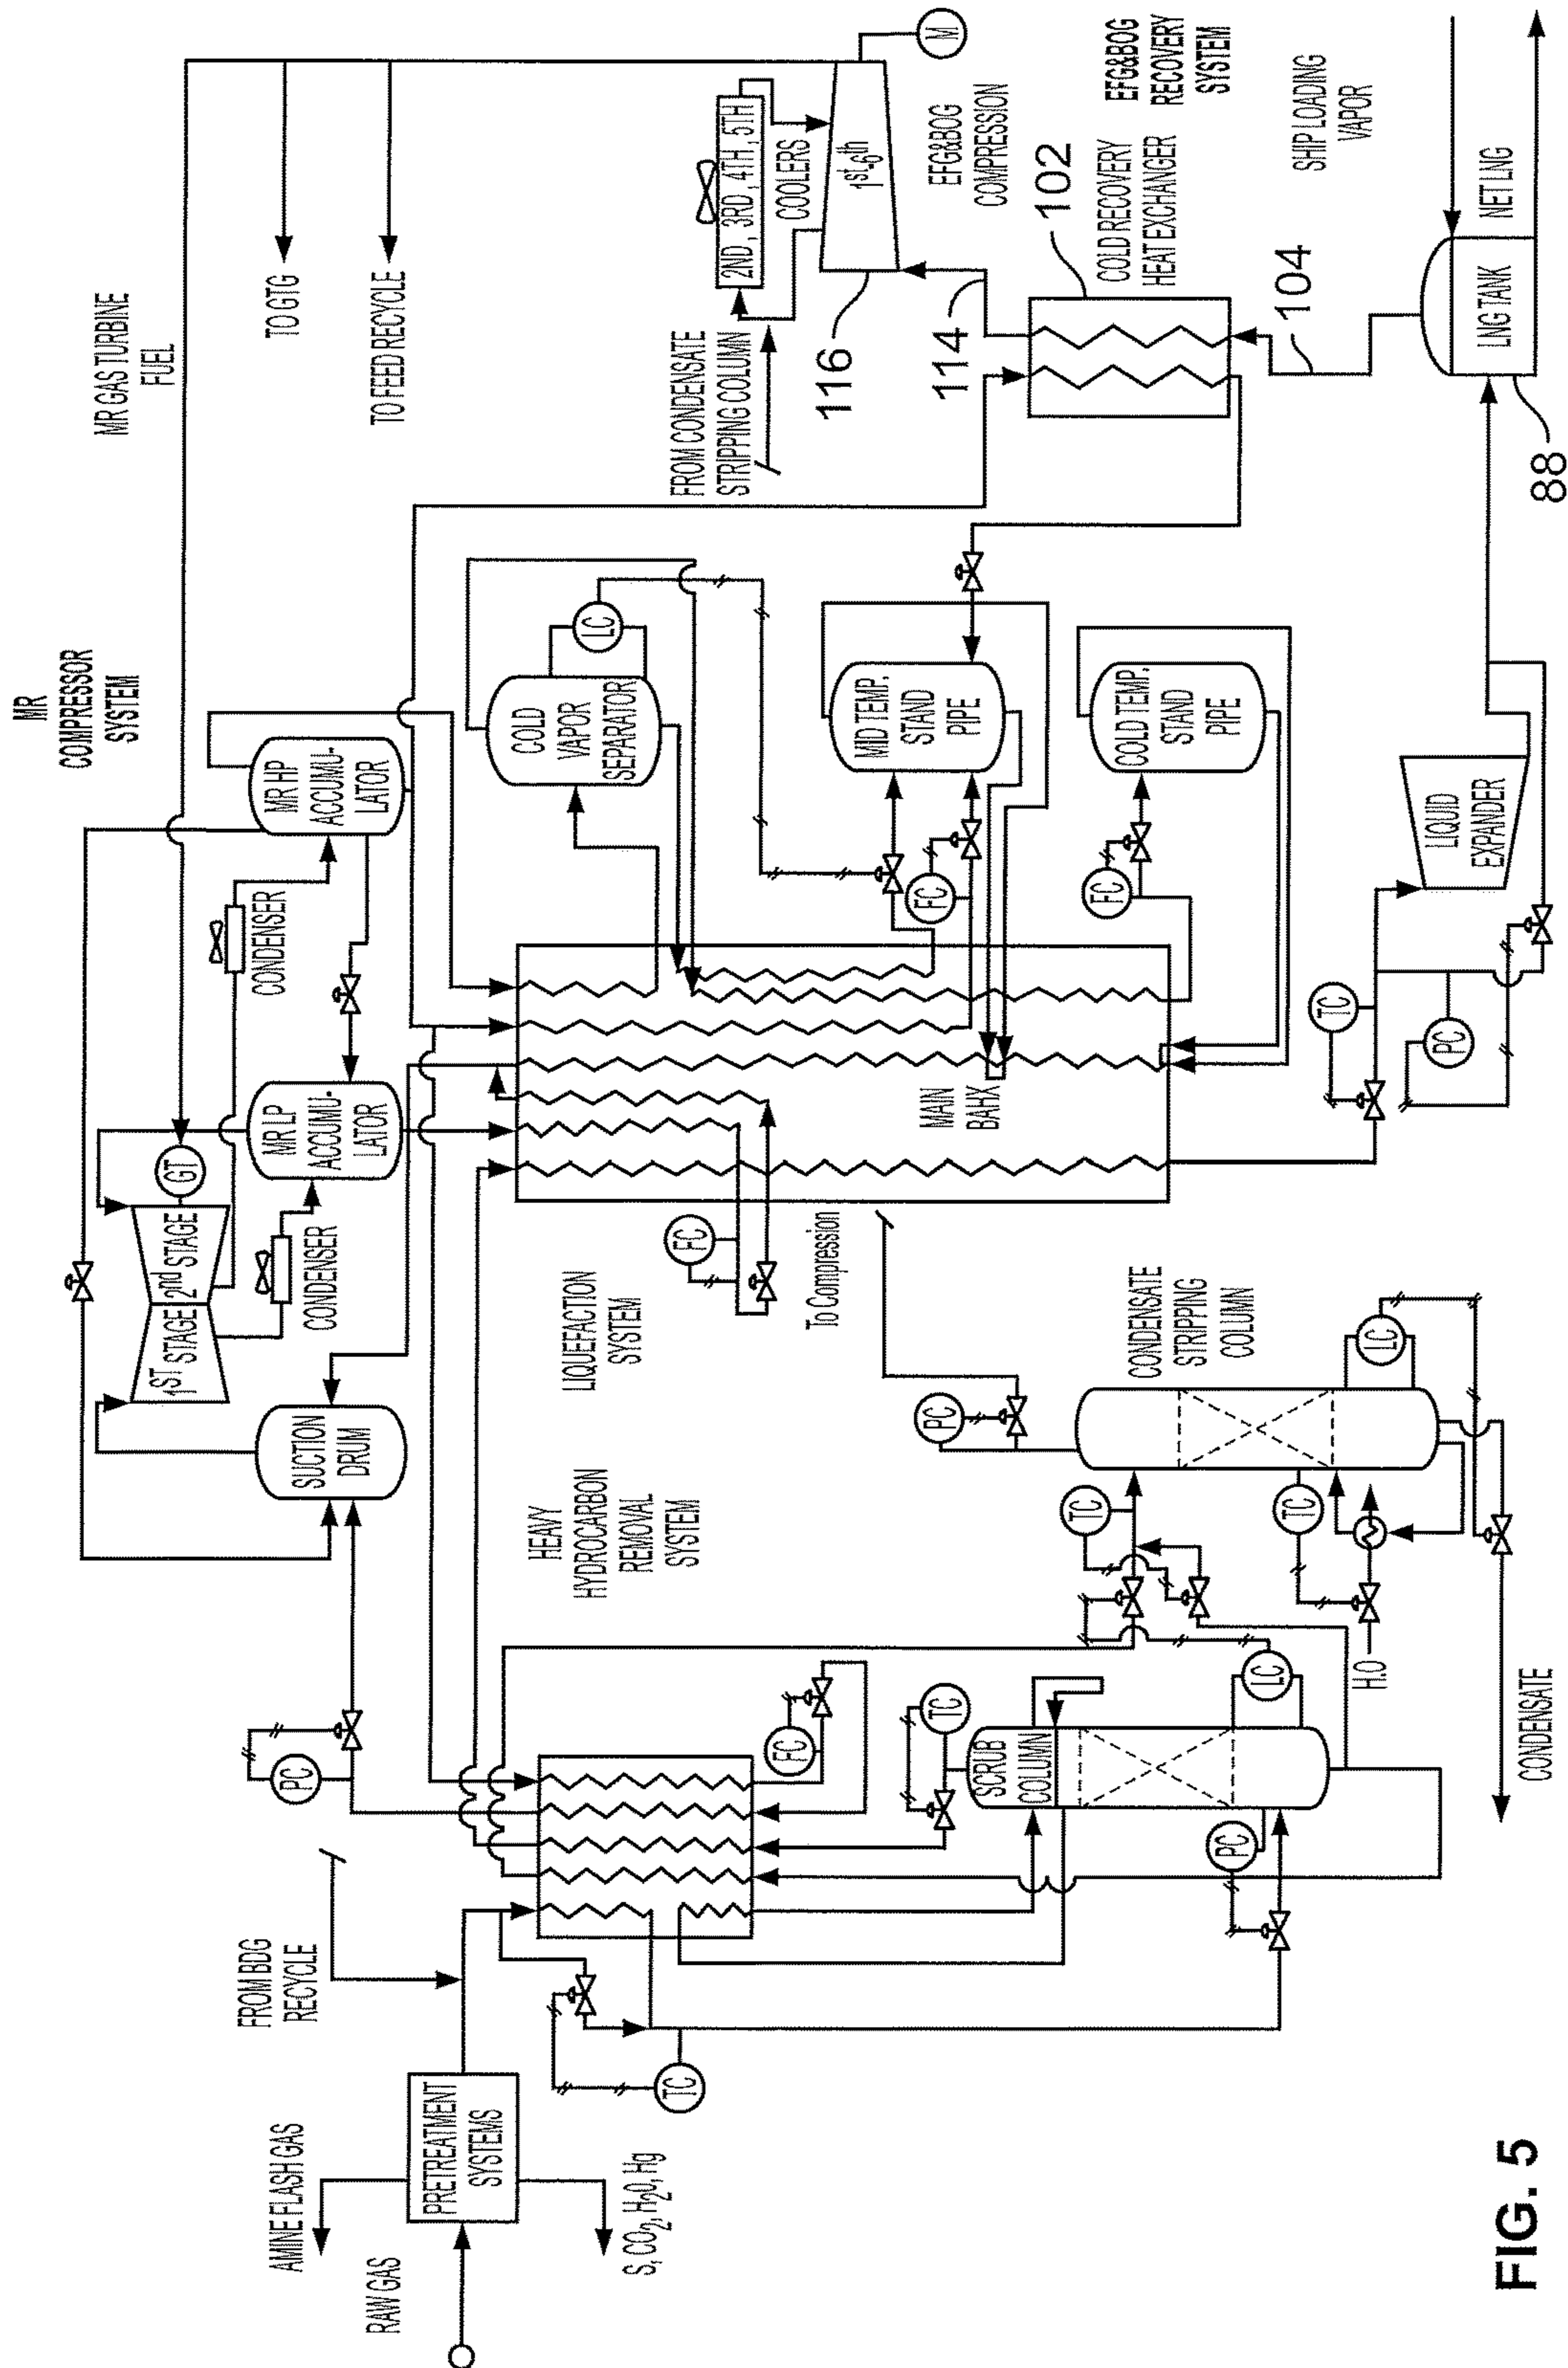 RAW GAS
AMINE FLASH GAS
PRETREATMENT
SYSTEMS
S, CO2, H2O, Hg
FROM BDG
RECYCLE
TC
PC
FC
HEAVY
HYDROCARBON
REMOVAL
SYSTEM
TC
SCRUB
COLUMN
PC
LC
TC
TC
H.O
CONDENSATE
PC
To Compression
CONDENSATE
STRIPPING
COLUMN
LC
MR
COMPRESSOR
SYSTEM
SUCTION
DRUM
1ST
STAGE
2nd STAGE
GT
CONDENSER
MR LP
ACCUMU-
LATOR
CONDENSER
MR HP
ACCUMU-
LATOR
LIQUEFACTION
SYSTEM
FC
MAIN
BAHX
COLD
VAPOR
SEPARATOR
LC
FC
MID TEMP.
STAND
PIPE
FC
COLD TEMP.
STAND
PIPE
TC
PC
LIQUID
EXPANDER
MR GAS TURBINE
FUEL
TO GTG
TO FEED RECYCLE
FROM CONDENSATE
STRIPPING COLUMN
2ND, 3RD, 4TH, 5TH
COOLERS
1st-6th
M
116
114
EFG&BOG
COMPRESSION
102
COLD RECOVERY
HEAT EXCHANGER
EFG&BOG
RECOVERY
SYSTEM
104
SHIP LOADING
VAPOR
LNG TANK
NET LNG
88
FIG. 5